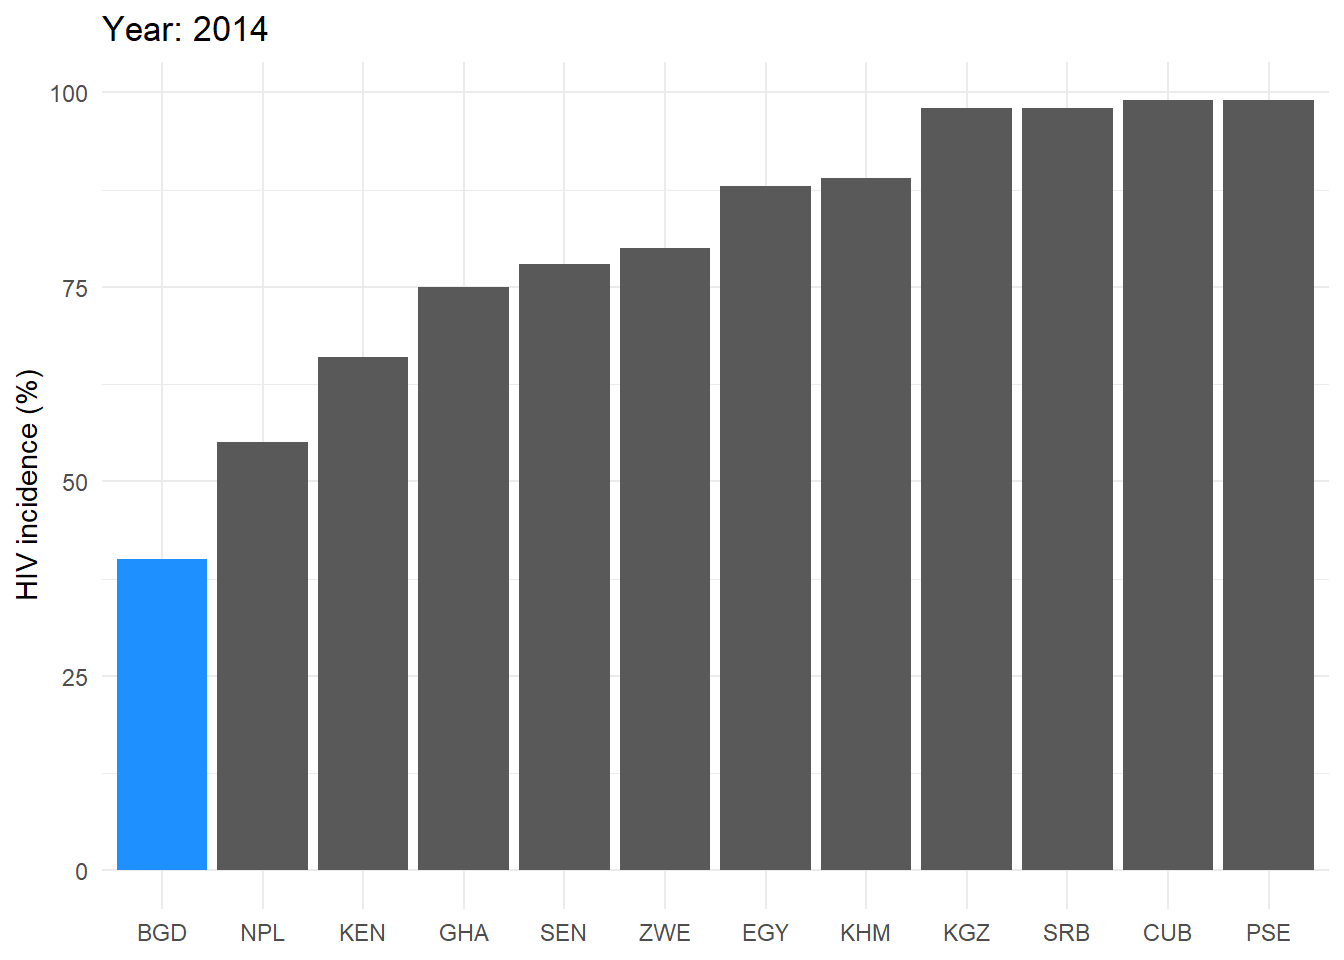 Year: 2014
HIV incidence (%)
100
75
50
25
0
BGD NPL KEN GHA SEN ZWE EGY KHM KGZ SRB CUB PSE